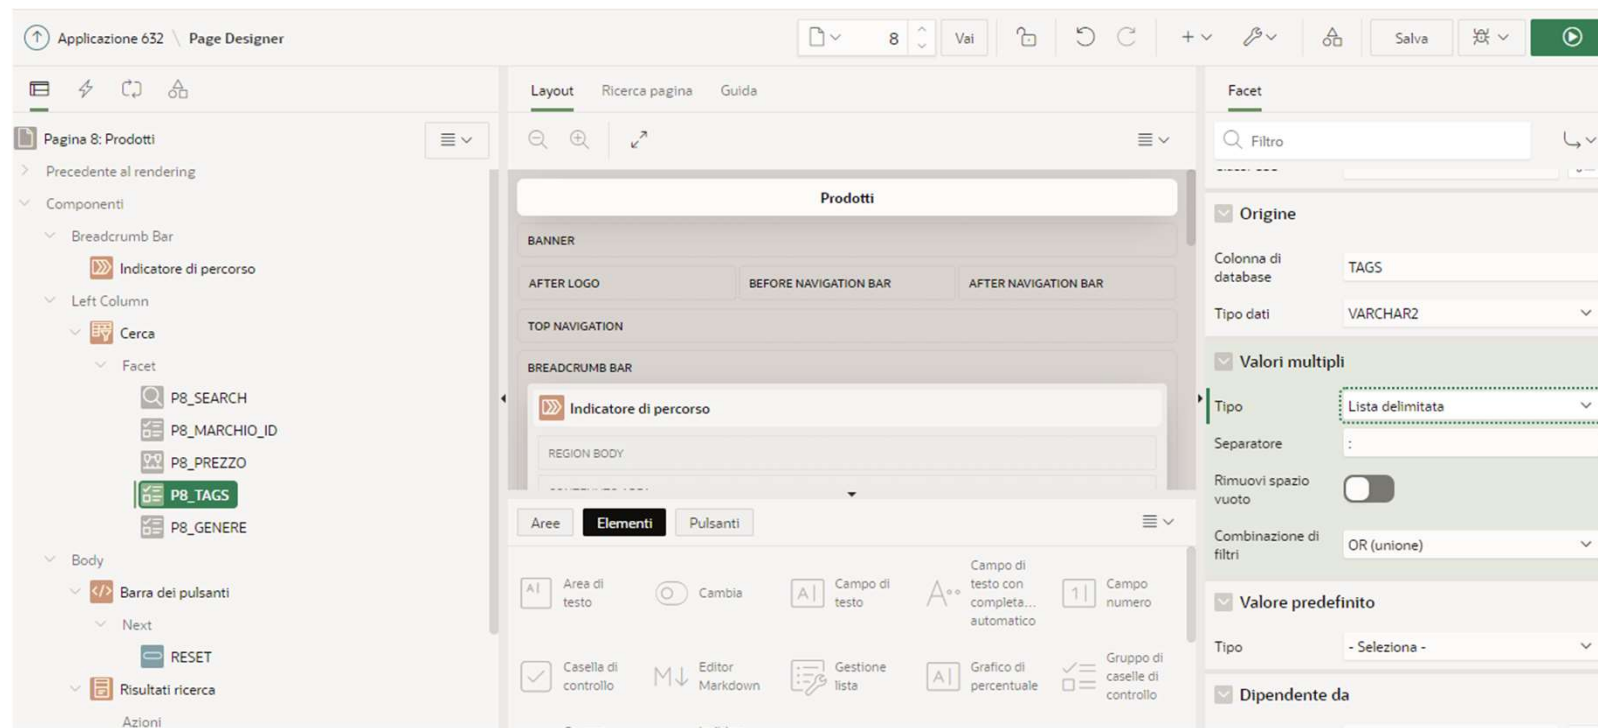 Applicazione 632 \ Page Designer
8
Vai
Salva
Pagina 8: Prodotti
Precedente al rendering
Componenti
Breadcrumb Bar
Indicatore di percorso
Left Column
Cerca
Facet
P8_SEARCH
P8_MARCHIO_ID
P8_PREZZO
P8_TAGS
P8_GENERE
Body
Barra dei pulsanti
Next
RESET
Risultati ricerca
Azioni
Layout
Ricerca pagina
Guida
Prodotti
BANNER
AFTER LOGO
BEFORE NAVIGATION BAR
AFTER NAVIGATION BAR
TOP NAVIGATION
BREADCRUMB BAR
Indicatore di percorso
REGION BODY
Aree
Elementi
Pulsanti
Area di
testo
Cambia
Campo di
testo
Campo di
testo con
completa...
automatico
Campo
numero
Casella di
controllo
Editor
Markdown
Gestione
lista
Grafico di
percentuale
Gruppo di
caselle di
controllo
Facet
Filtro
Origine
Colonna di
database
TAGS
Tipo dati
VARCHAR2
Valori multipli
Tipo
Lista delimitata
Separatore
:
Rimuovi spazio
vuoto
Combinazione di
filtri
OR (unione)
Valore predefinito
Tipo
- Seleziona -
Dipendente da